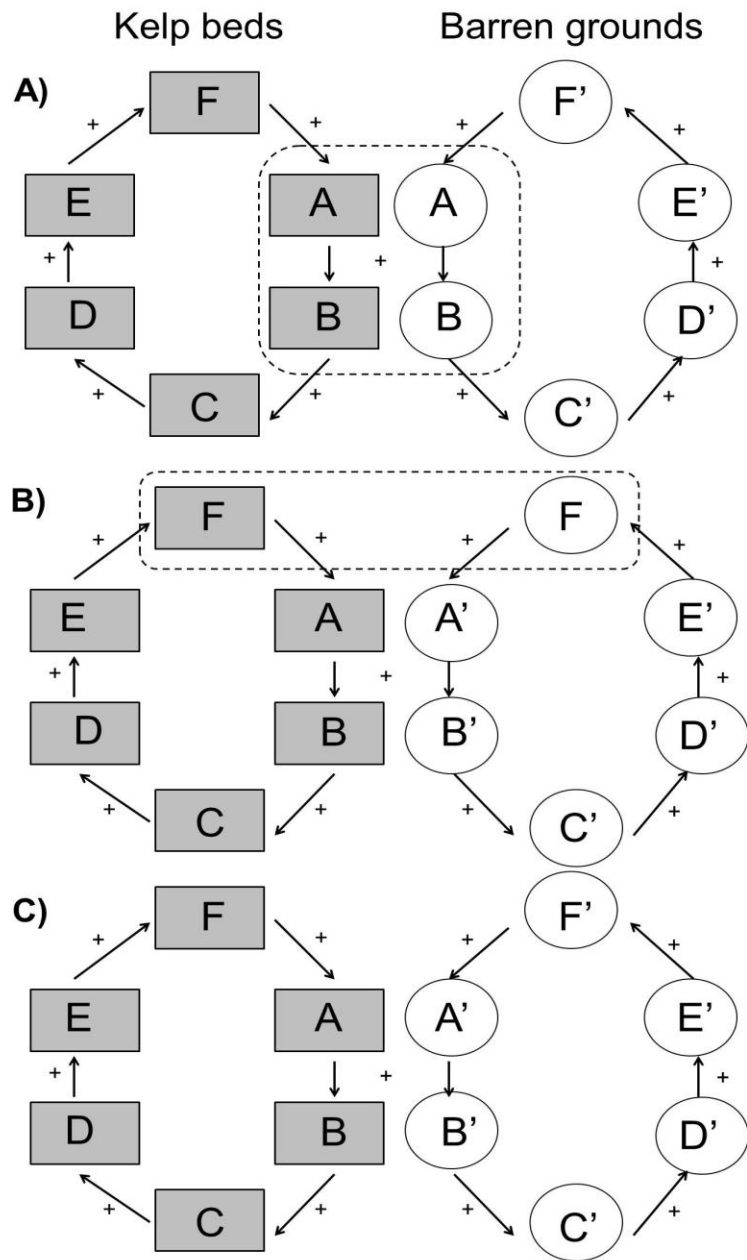 Kelp beds Barren grounds
A)
F F’
+ + + +
E A A E’
+ + +
D B B D’
+ + + +
C C’
B)
F F
+ + + +
E A A’ E’
+ + +
D B B’ D’
+ + + +
C C’
C)
F F’
+ + + +
E A A’ E’
+ + +
D B B’ D’
+ + + +
C C’